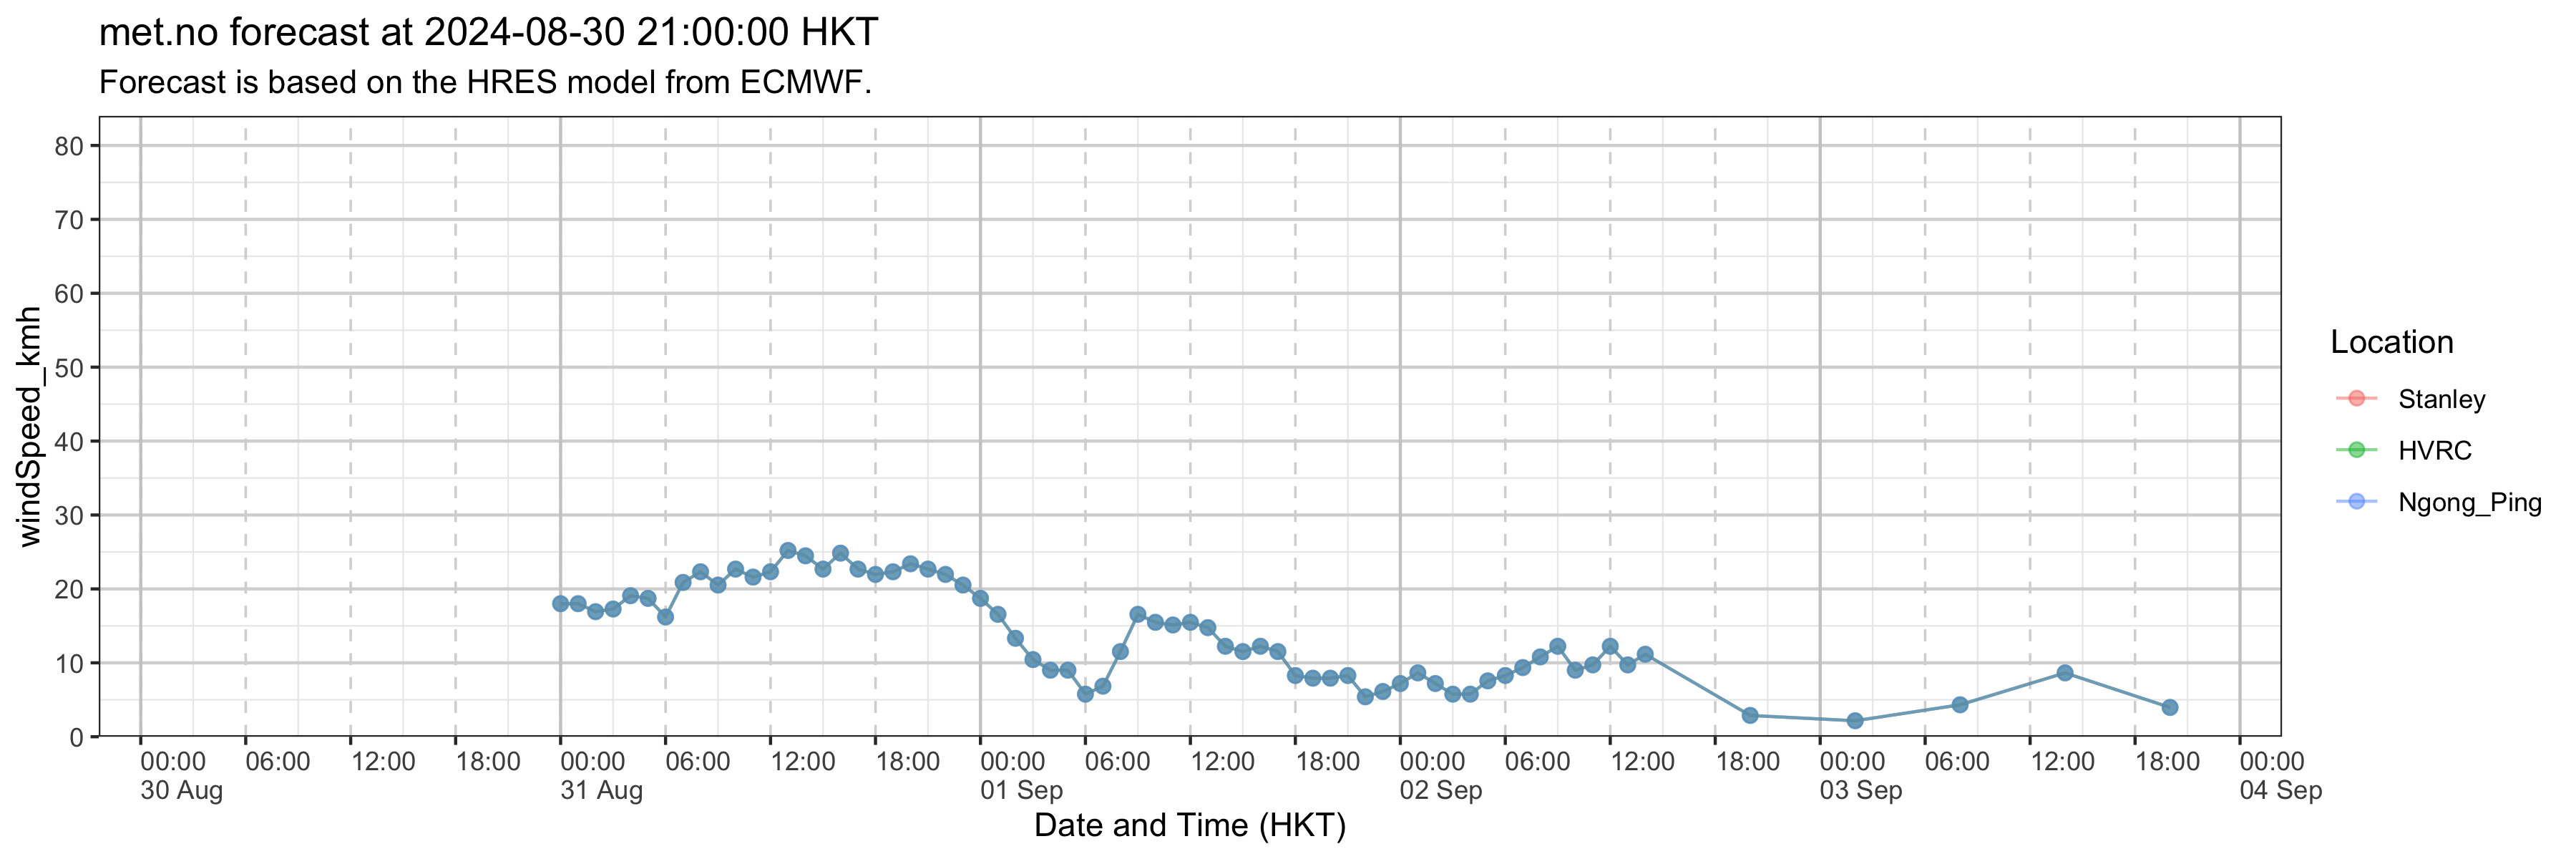 met.no forecast at 2024-08-30 21:00:00 HKT
Forecast is based on the HRES model from ECMWF.
windSpeed_kmh
80
70
60
50
40
30
20
10
0
00:00 06:00 12:00 18:00 00:00 06:00 12:00 18:00 00:00 06:00 12:00 18:00 00:00 06:00 12:00 18:00 00:00 06:00 12:00 18:00 00:00
30 Aug 31 Aug 01 Sep 02 Sep 03 Sep 04 Sep
Date and Time (HKT)
Location
Stanley
HVRC
Ngong_Ping